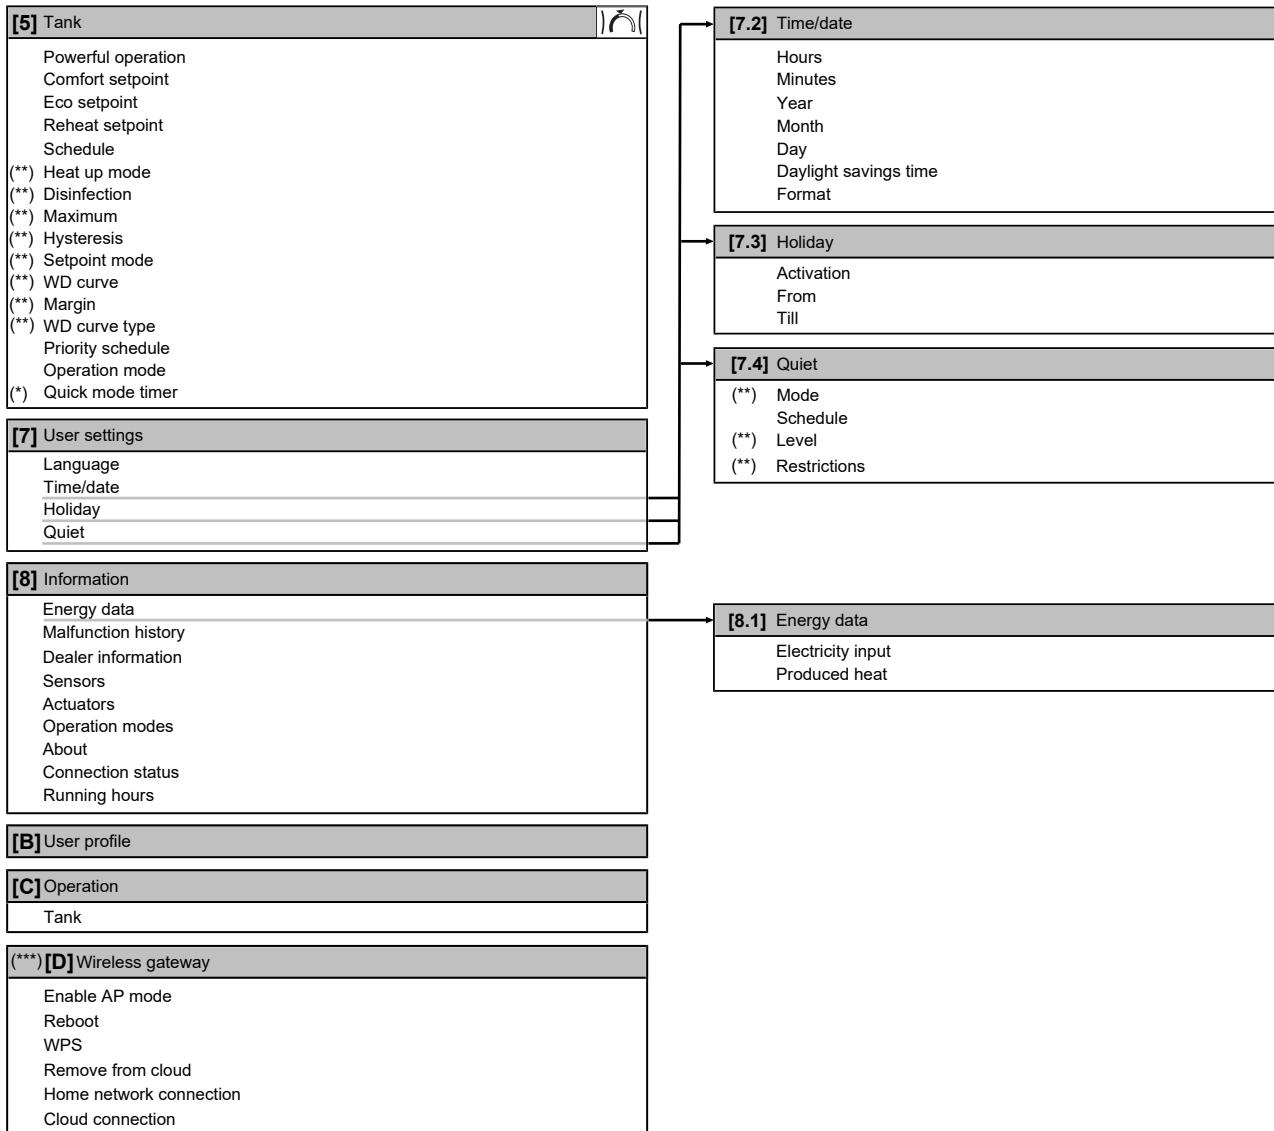 [5] Tank
Powerful operation
Comfort setpoint
Eco setpoint
Reheat setpoint
Schedule
(**) Heat up mode
(**) Disinfection
(**) Maximum
(**) Hysteresis
(**) Setpoint mode
(**) WD curve
(**) Margin
(**) WD curve type
Priority schedule
Operation mode
(*) Quick mode timer
[7] User settings
Language
Time/date
Holiday
Quiet
[8] Information
Energy data
Malfunction history
Dealer information
Sensors
Actuators
Operation modes
About
Connection status
Running hours
[B] User profile
[C] Operation
Tank
(***) [D] Wireless gateway
Enable AP mode
Reboot
WPS
Remove from cloud
Home network connection
Cloud connection
[7.2] Time/date
Hours
Minutes
Year
Month
Day
Daylight savings time
Format
[7.3] Holiday
Activation
From
Till
[7.4] Quiet
(**) Mode
Schedule
(**) Level
(**) Restrictions
[8.1] Energy data
Electricity input
Produced heat